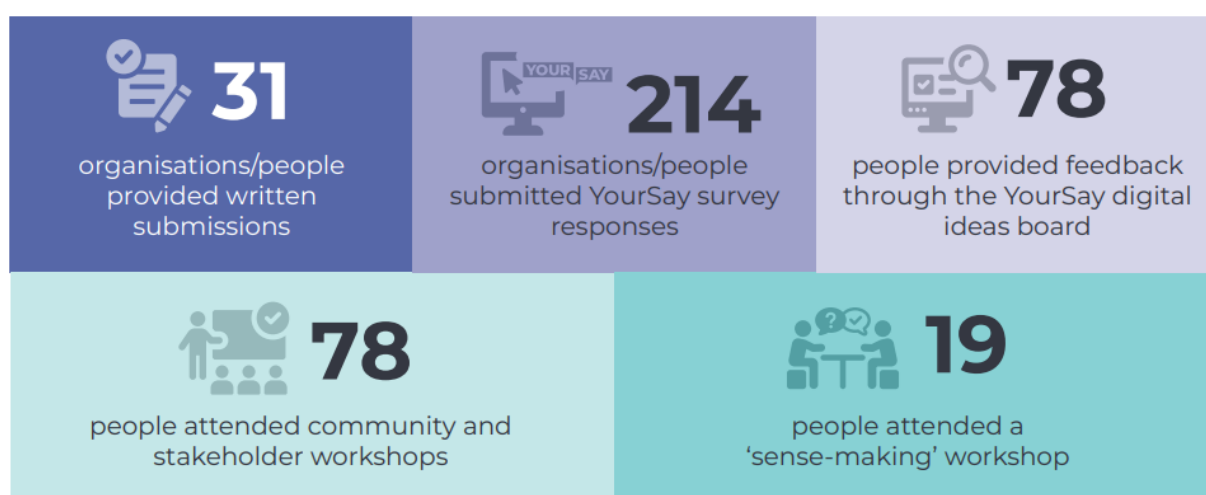 31
organisations/people
provided written
submissions
YOUR SAY
214
organisations/people
submitted YourSay survey
responses
78
people provided feedback
through the YourSay digital
ideas board
78
people attended community and
stakeholder workshops
?
19
people attended a
‘sense-making’ workshop